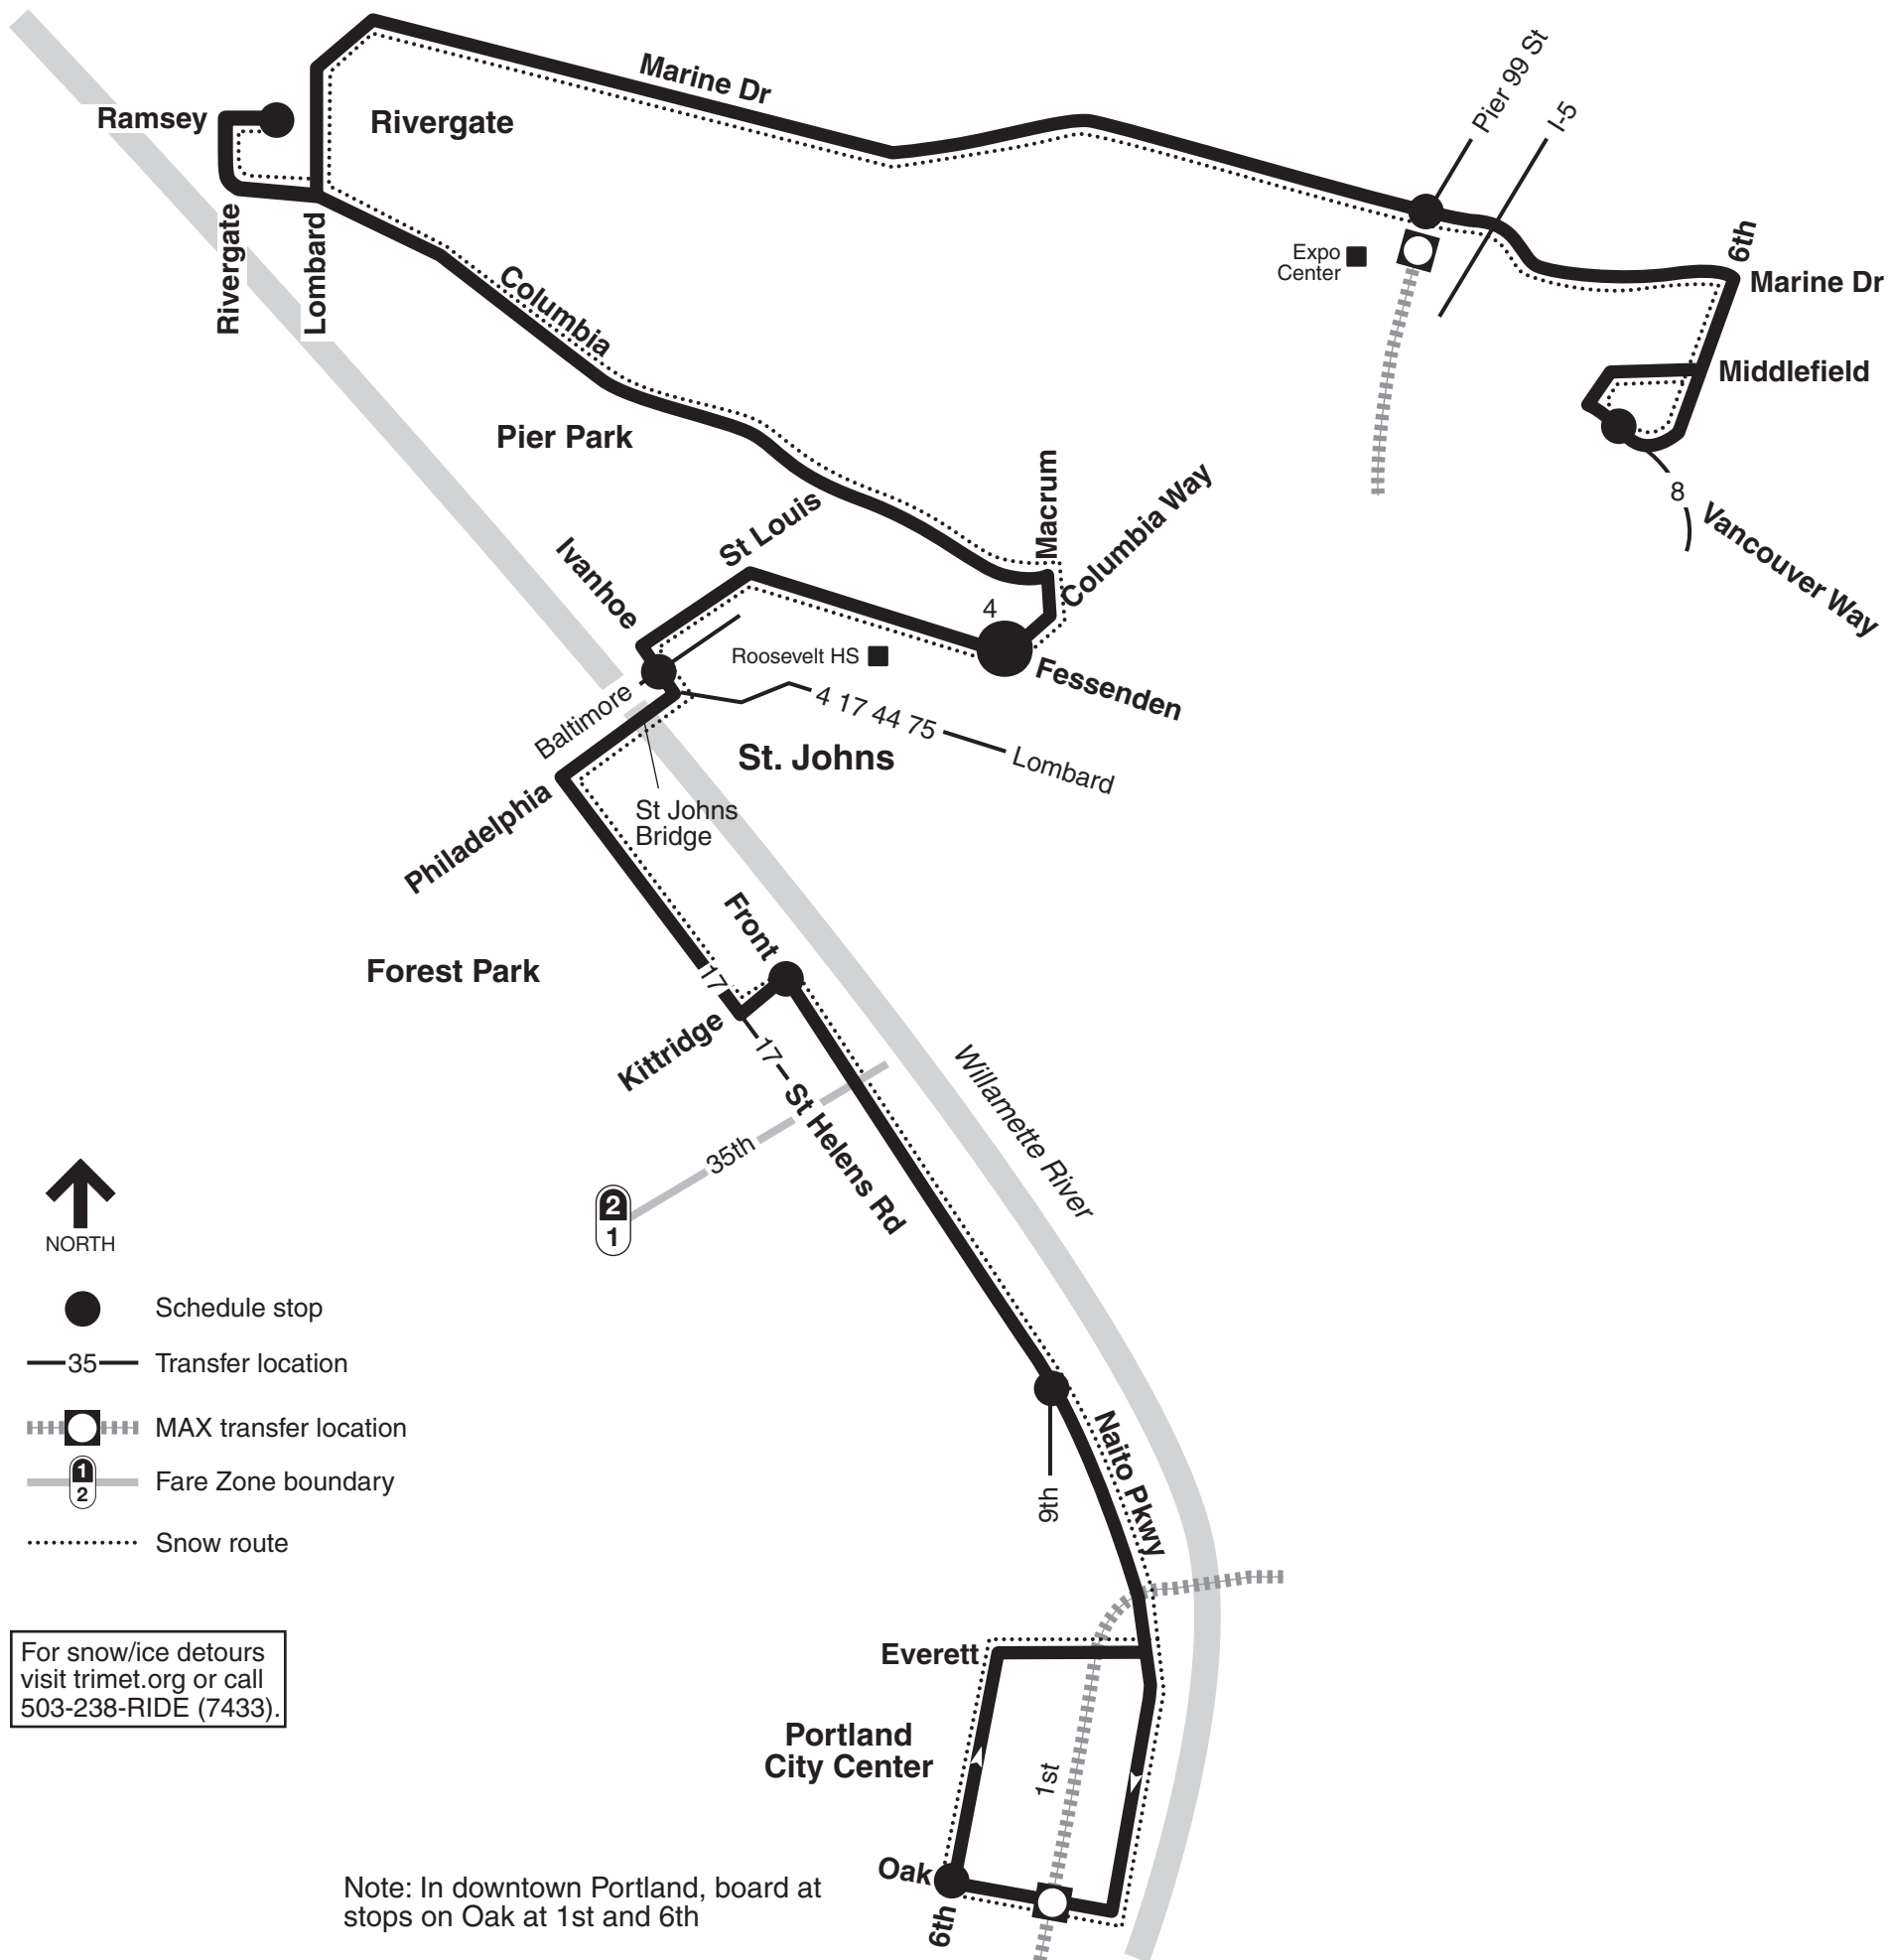 Marine Dr
Pier 99 St
I-5
Ramsey
Rivergate
Rivergate
Lombard
Expo
Center
6th
Marine Dr
Middlefield
Columbia
Pier Park
Macrum
Columbia Way
8
Vancouver Way
St Louis
Ivanhoe
4
Roosevelt HS
Fessenden
4 17 44 75
Lombard
Baltimore
St. Johns
St Johns
Bridge
Philadelphia
Front
Forest Park
17
Kittridge
17
St Helens Rd
Willamette River
35th
2
1
NORTH
Schedule stop
35
Transfer location
MAX transfer location
1
2
Fare Zone boundary
Snow route
9th
Naito Pkwy
For snow/ice detours
visit trimet.org or call
503-238-RIDE (7433).
Everett
Portland
City Center
1st
Oak
6th
Note: In downtown Portland, board at
stops on Oak at 1st and 6th